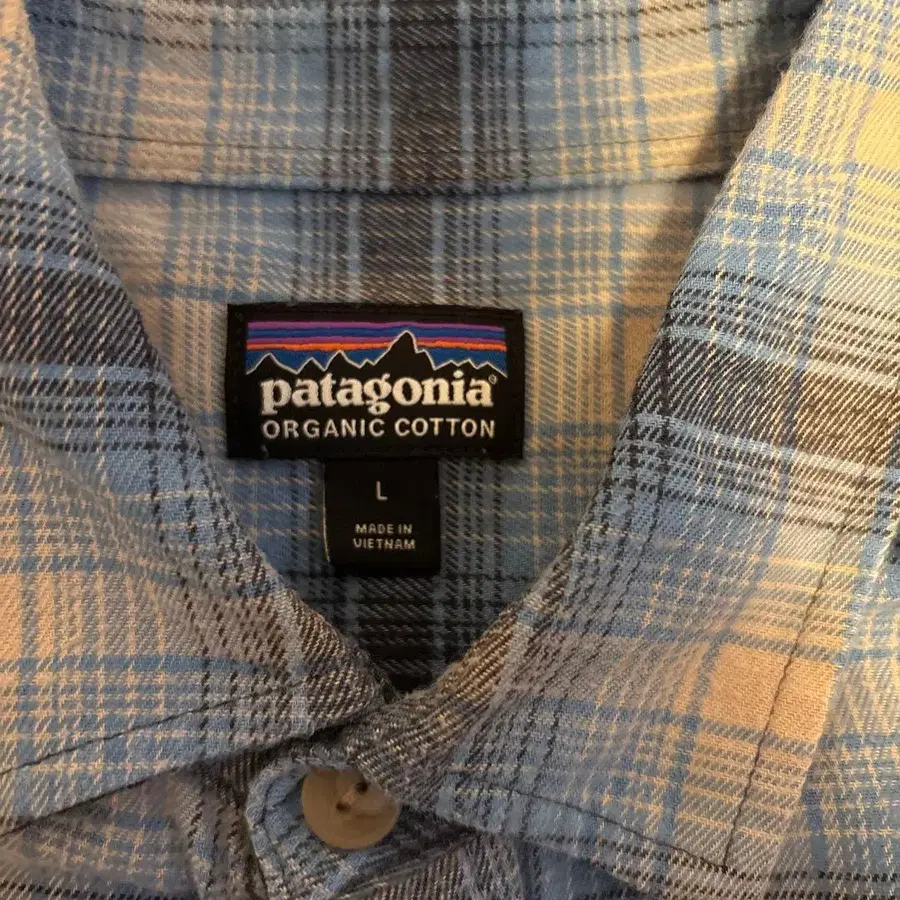 patagonia®
ORGANIC COTTON
L
MADE IN
VIETNAM